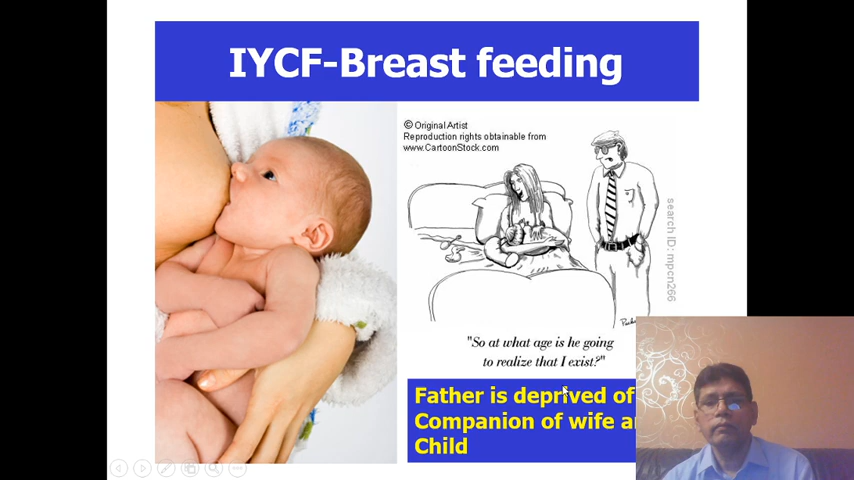 IYCF-Breast feeding
© Original Artist
Reproduction rights obtainable from
www.CartoonStock.com
search ID: mpcn266
"So at what age is he going
to realize that I exist?"
Father is deprived of
Companion of wife
Child